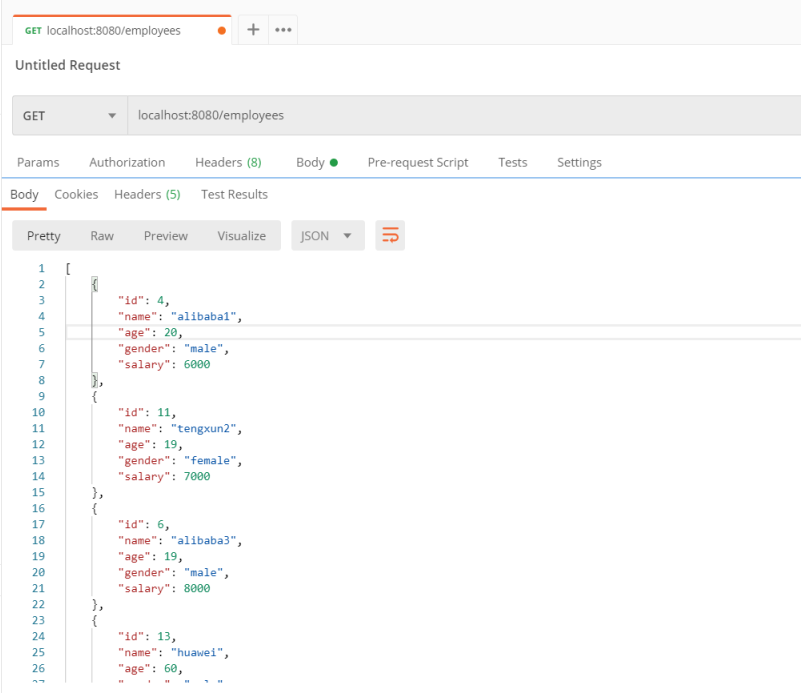 GET localhost:8080/employees
Untitled Request
GET localhost:8080/employees
Params Authorization Headers (8) Body Pre-request Script Tests Settings
Body Cookies Headers (5) Test Results
Pretty Raw Preview Visualize JSON
1 [
2 {
3 "id": 4,
4 "name": "alibaba1",
5 "age": 20,
6 "gender": "male",
7 "salary": 6000
8 },
9 {
10 "id": 11,
11 "name": "tengxun2",
12 "age": 19,
13 "gender": "female",
14 "salary": 7000
15 },
16 {
17 "id": 6,
18 "name": "alibaba3",
19 "age": 19,
20 "gender": "male",
21 "salary": 8000
22 },
23 {
24 "id": 13,
25 "name": "huawei",
26 "age": 60,